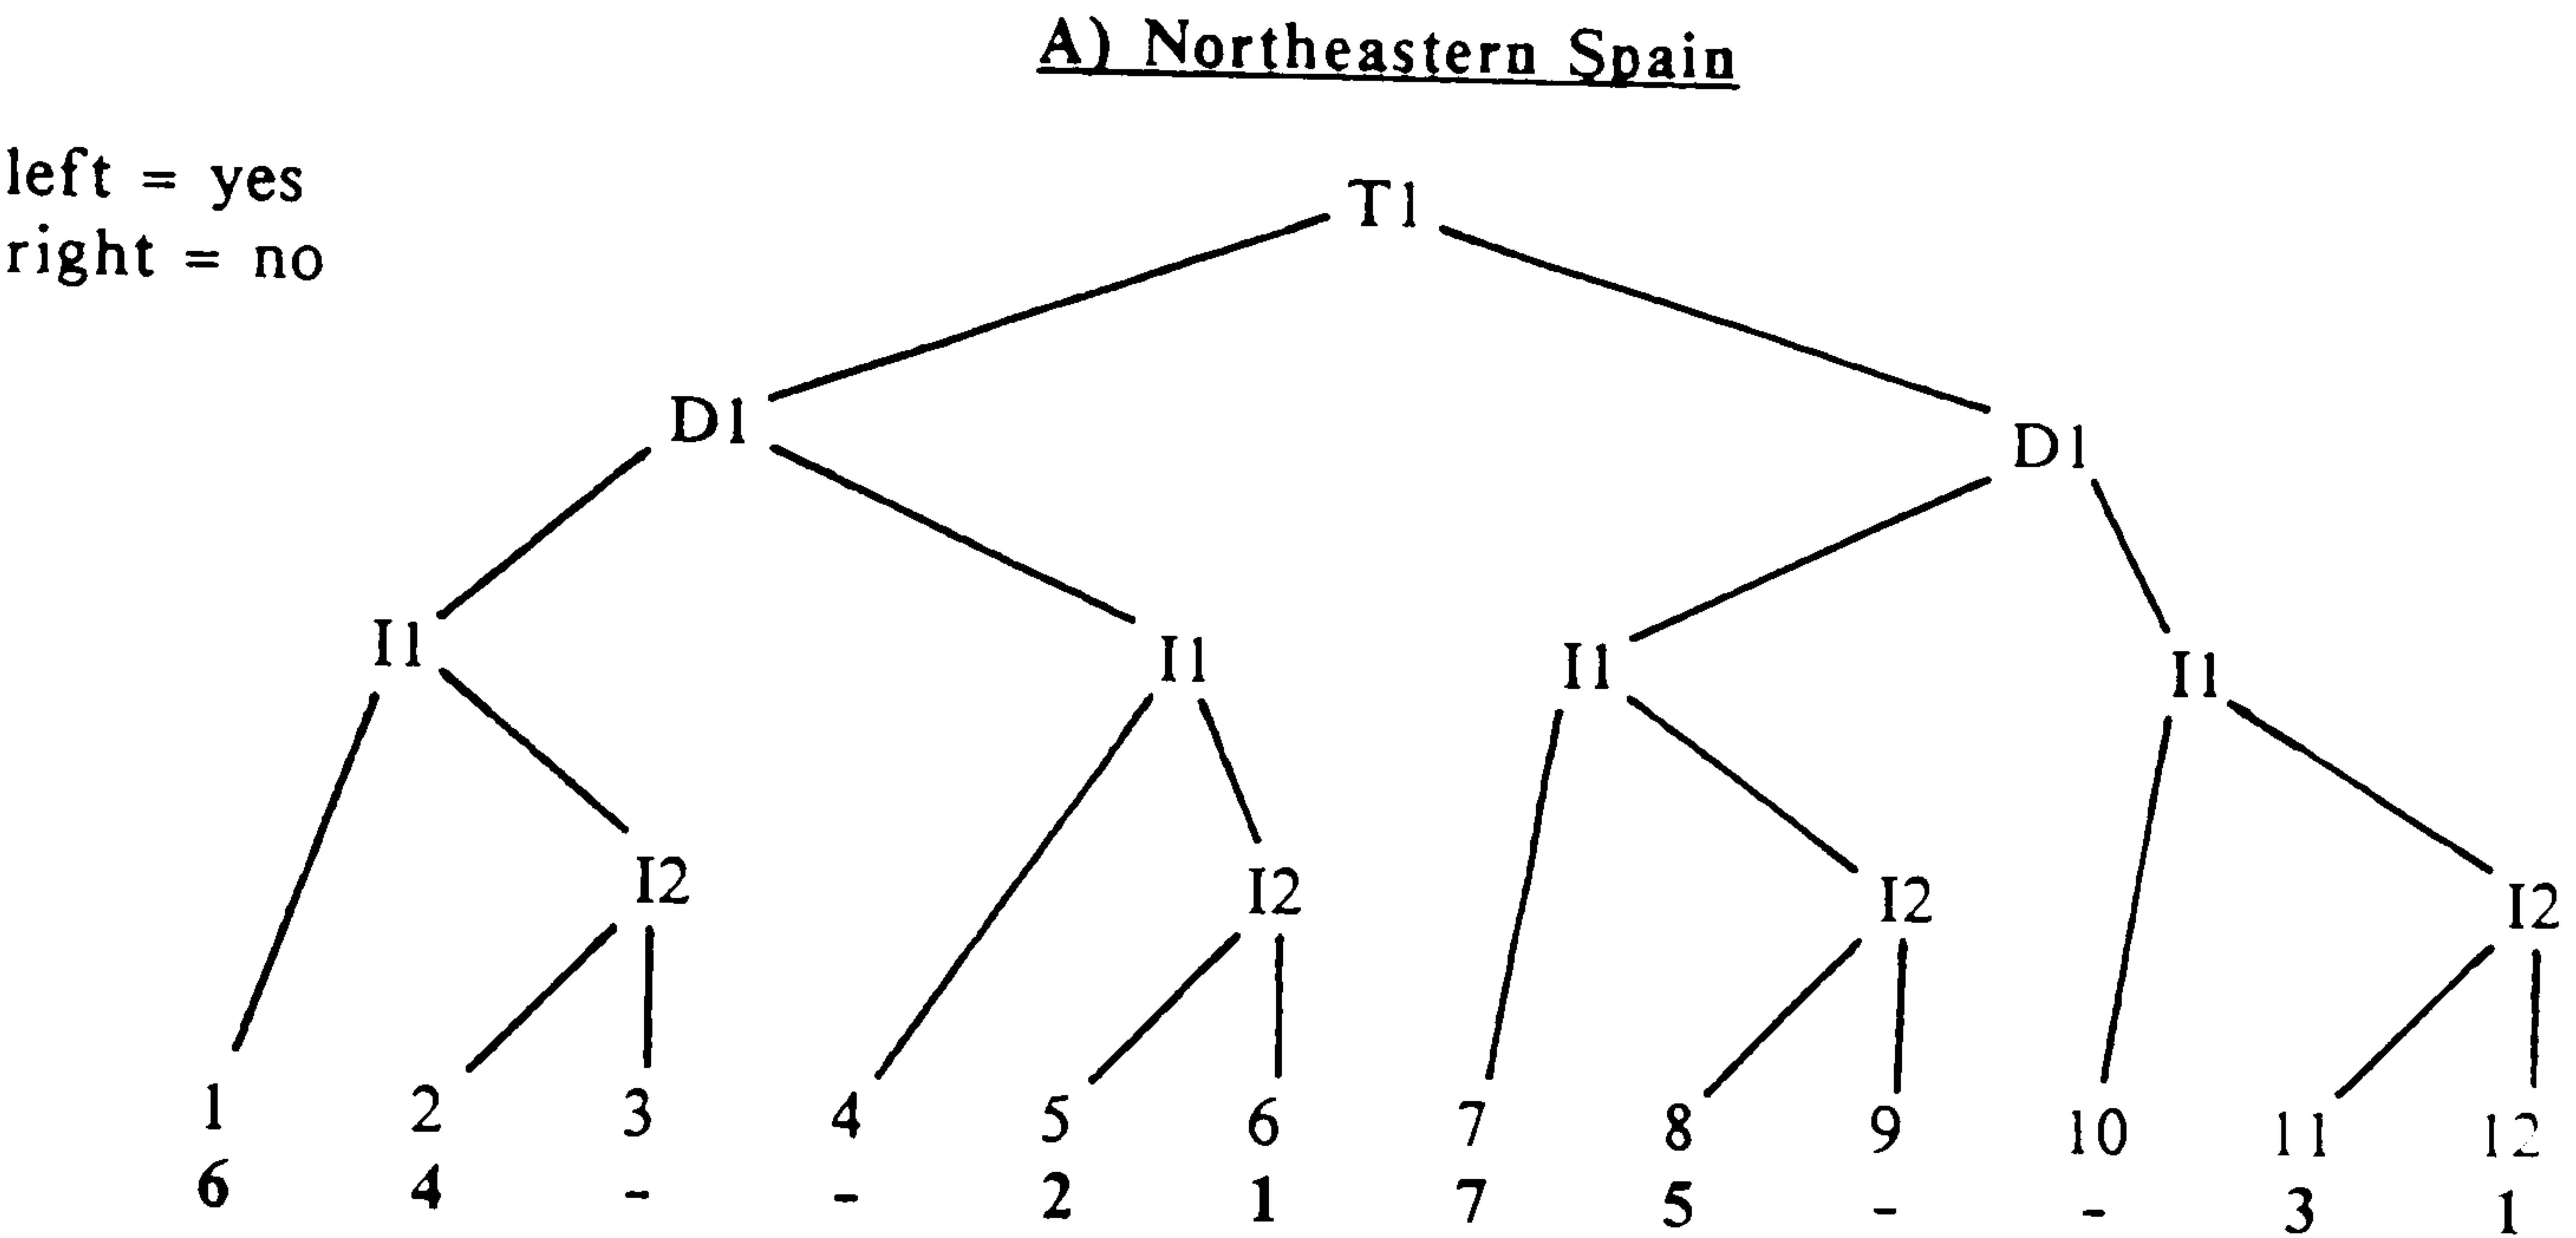 A) Northeastern Spain
left = yes
right = no
T1
D1 D1
I1 I1 I1 I1
I2 I2 I2 I2
1 2 3 4 5 6 7 8 9 10 11 12
6 4 - - 2 1 7 5 - - 3 1